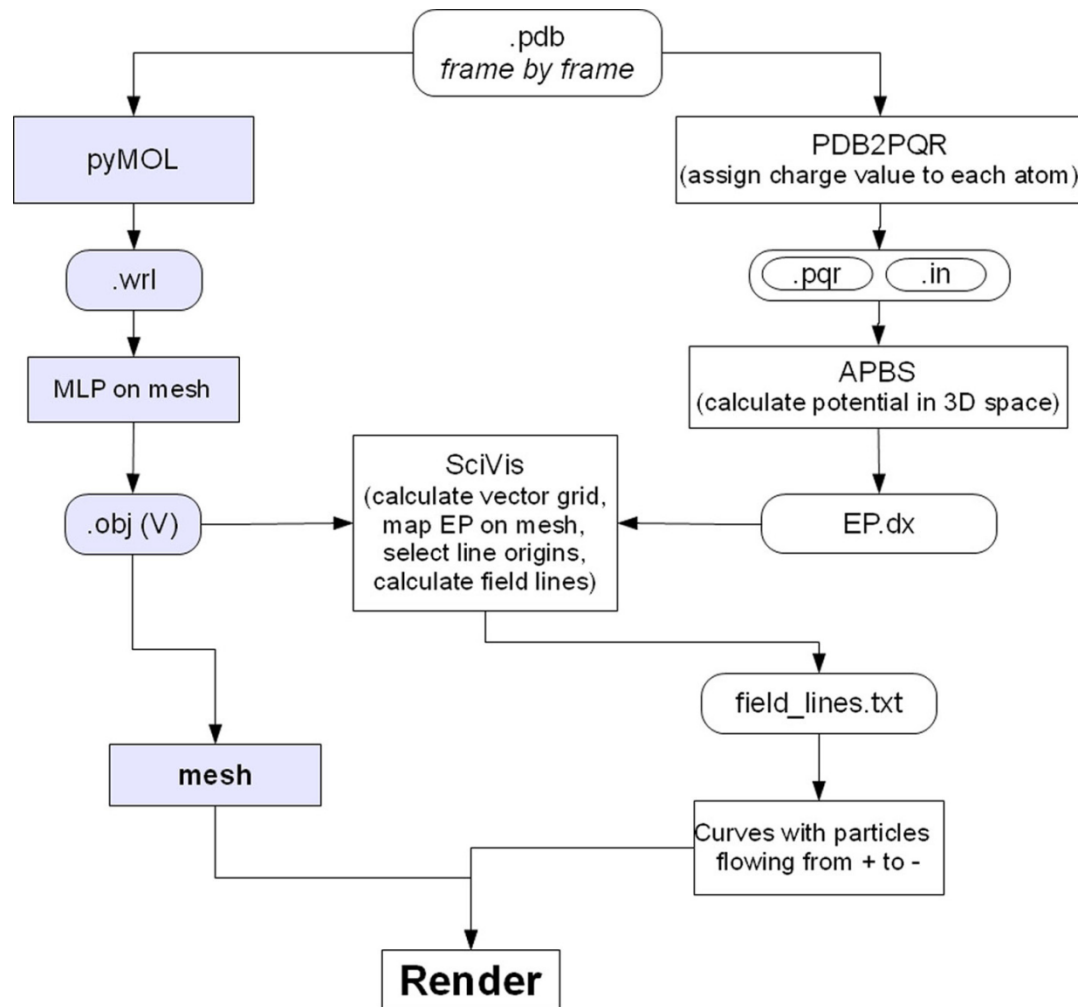 .pdb
frame by frame
pyMOL
PDB2PQR
(assign charge value to each atom)
.wrl
.pqr
.in
MLP on mesh
APBS
(calculate potential in 3D space)
SciVis
(calculate vector grid,
map EP on mesh,
select line origins,
calculate field lines)
.obj (V)
EP.dx
field_lines.txt
mesh
Curves with particles
flowing from + to -
Render